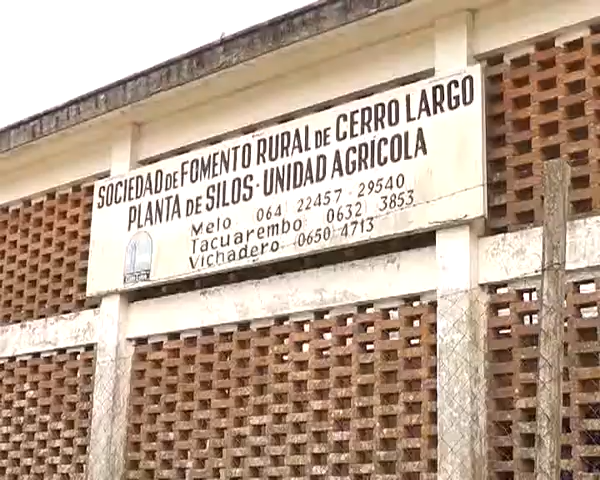 SOCIEDAD DE FOMENTO RURAL DE CERRO LARGO
PLANTA DE SILOS · UNIDAD AGRÍCOLA
Melo 064 22457 - 29540
Tacuarembo 0632 3853
Vichadero 0650 4713